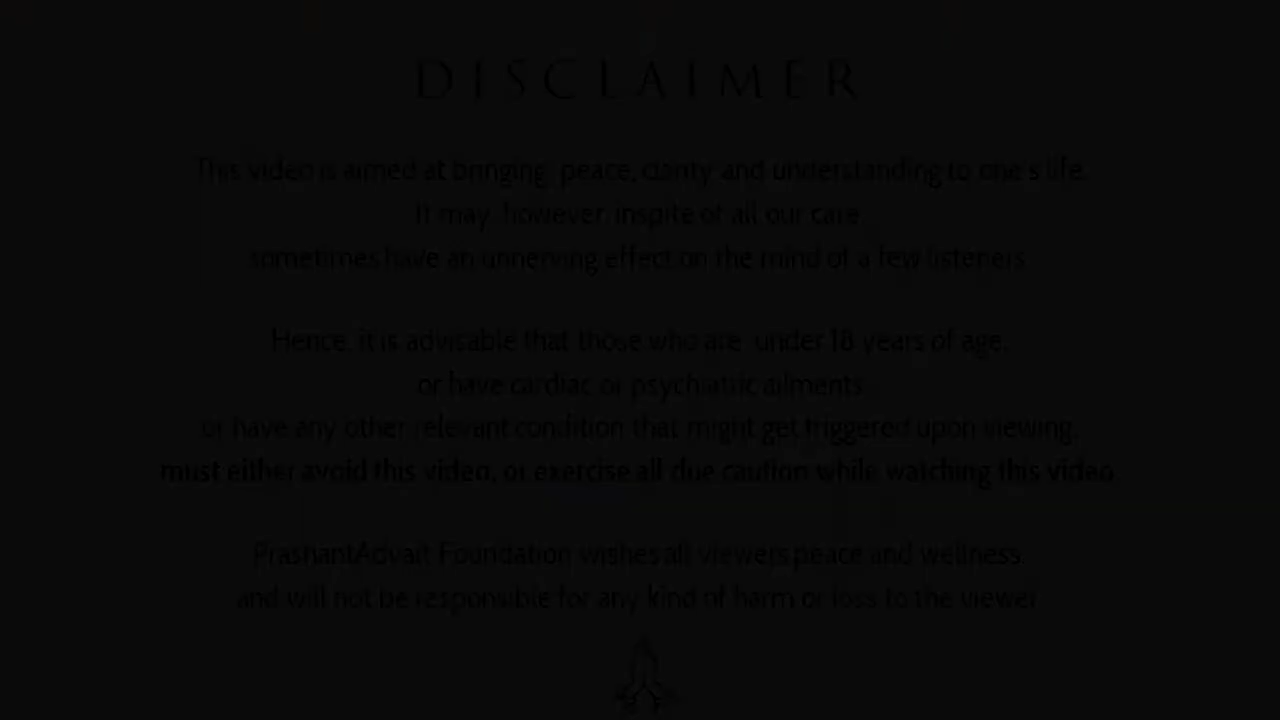 DISCLAIMER
This video is aimed at bringing peace, clarity and understanding to one's life.
It may, however, inspite of all our care,
sometimes have an unnerving effect on the mind of a few listeners.
Hence, it is advisable that those who are under 18 years of age,
or have cardiac or psychiatric ailments,
or have any other relevant condition that might get triggered upon viewing,
must either avoid this video, or exercise all due caution while watching this video.
PrashantAdvait Foundation wishes all viewers peace and wellness
and will not be responsible for any kind of harm or loss to the viewer.